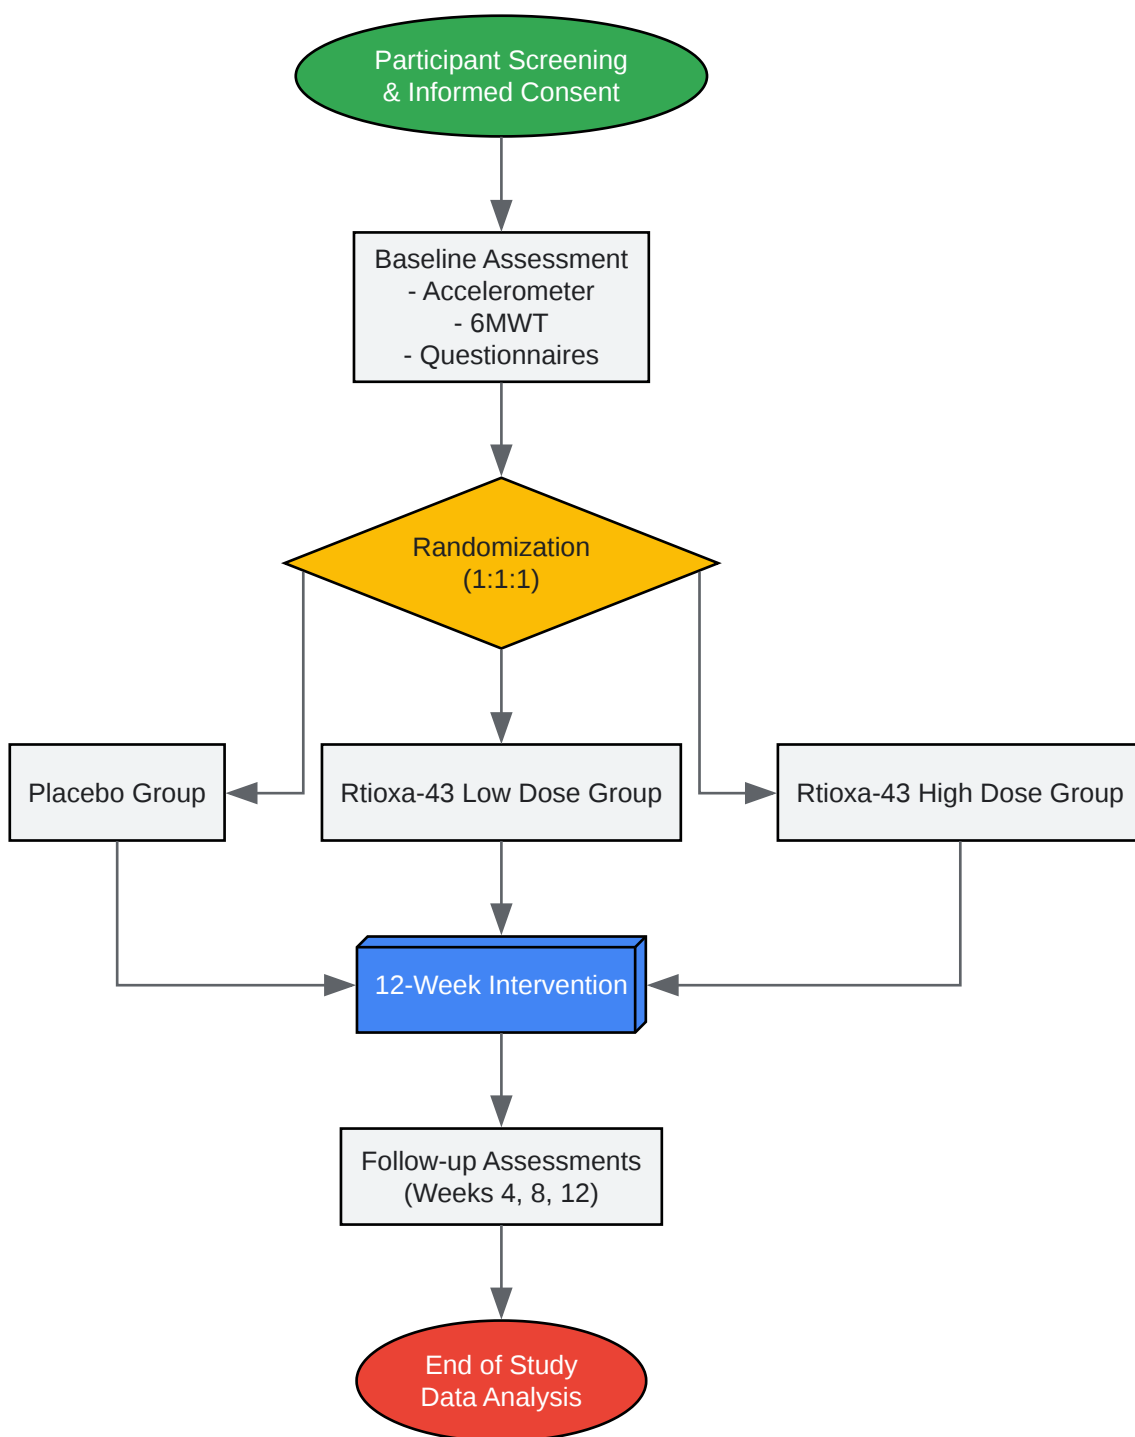 Participant Screening
& Informed Consent
Baseline Assessment
- Accelerometer
- 6MWT
- Questionnaires
Randomization
(1:1:1)
Placebo Group
Rtioxa-43 Low Dose Group
Rtioxa-43 High Dose Group
12-Week Intervention
Follow-up Assessments
(Weeks 4, 8, 12)
End of Study
Data Analysis